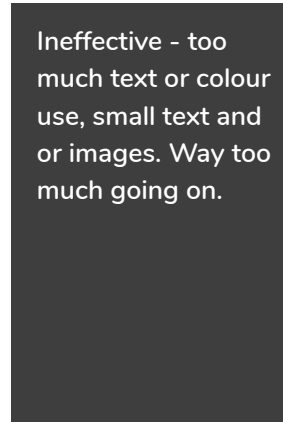 Ineffective - too
much text or colour
use, small text and
or images. Way too
much going on.